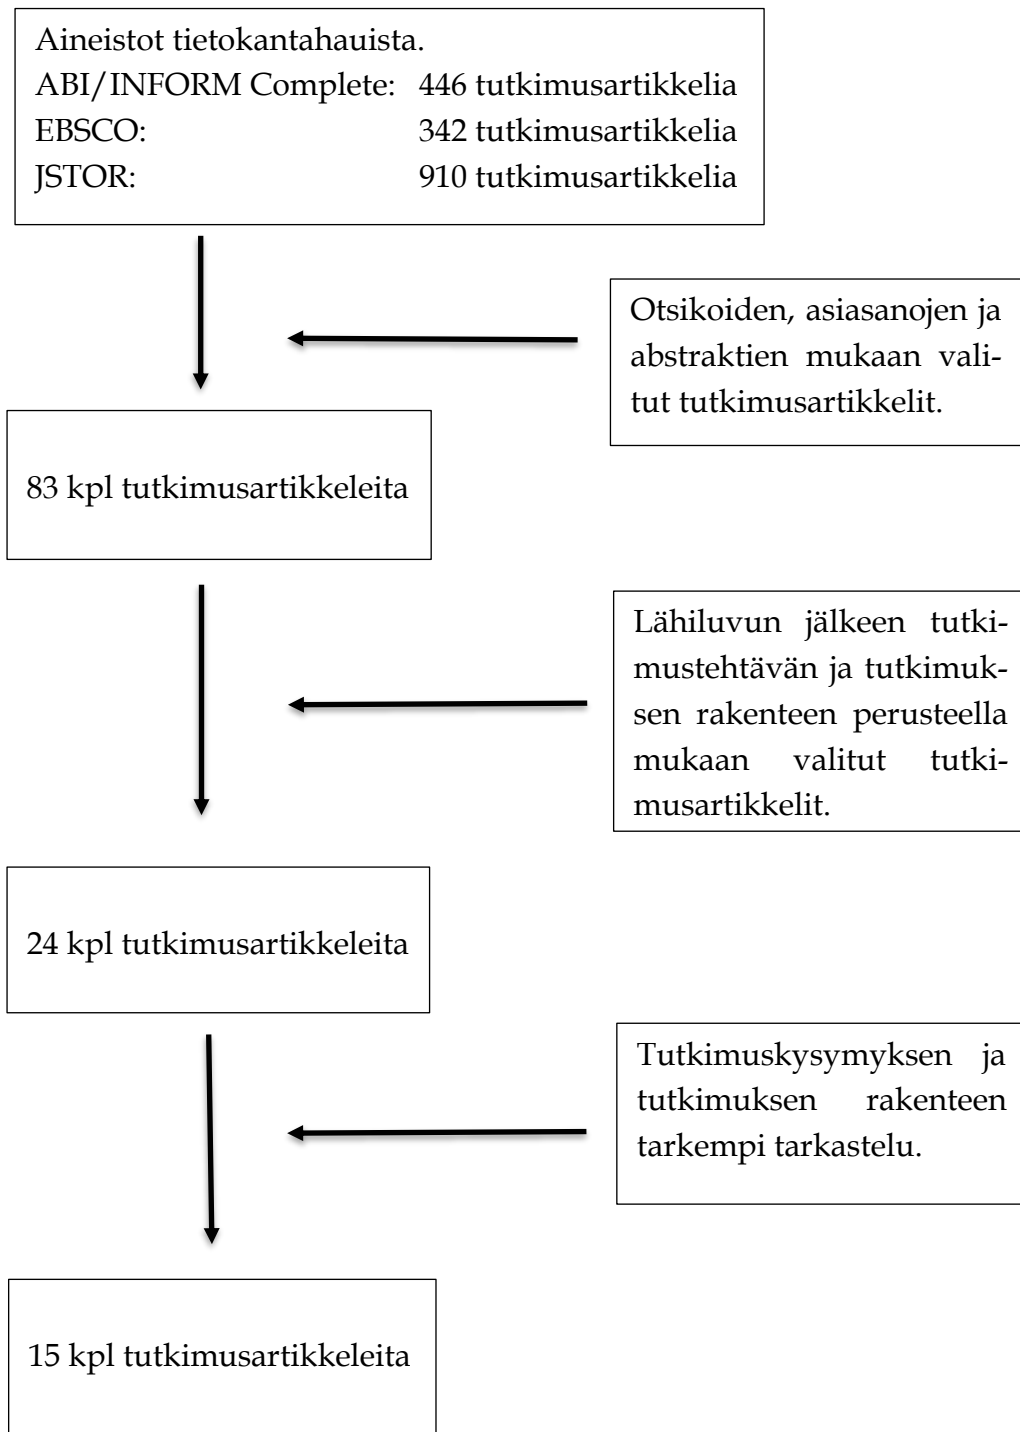 Aineistot tietokantahauista.
ABI/INFORM Complete: 446 tutkimusartikkelia
EBSCO: 342 tutkimusartikkelia
JSTOR: 910 tutkimusartikkelia
Otsikoiden, asiasanojen ja
abstraktien mukaan vali-
tut tutkimusartikkelit.
83 kpl tutkimusartikkeleita
Lähiluvun jälkeen tutki-
mustehtävän ja tutkimuk-
sen rakenteen perusteella
mukaan valitut tutki-
musartikkelit.
24 kpl tutkimusartikkeleita
Tutkimuskysymyksen ja
tutkimuksen rakenteen
tarkempi tarkastelu.
15 kpl tutkimusartikkeleita